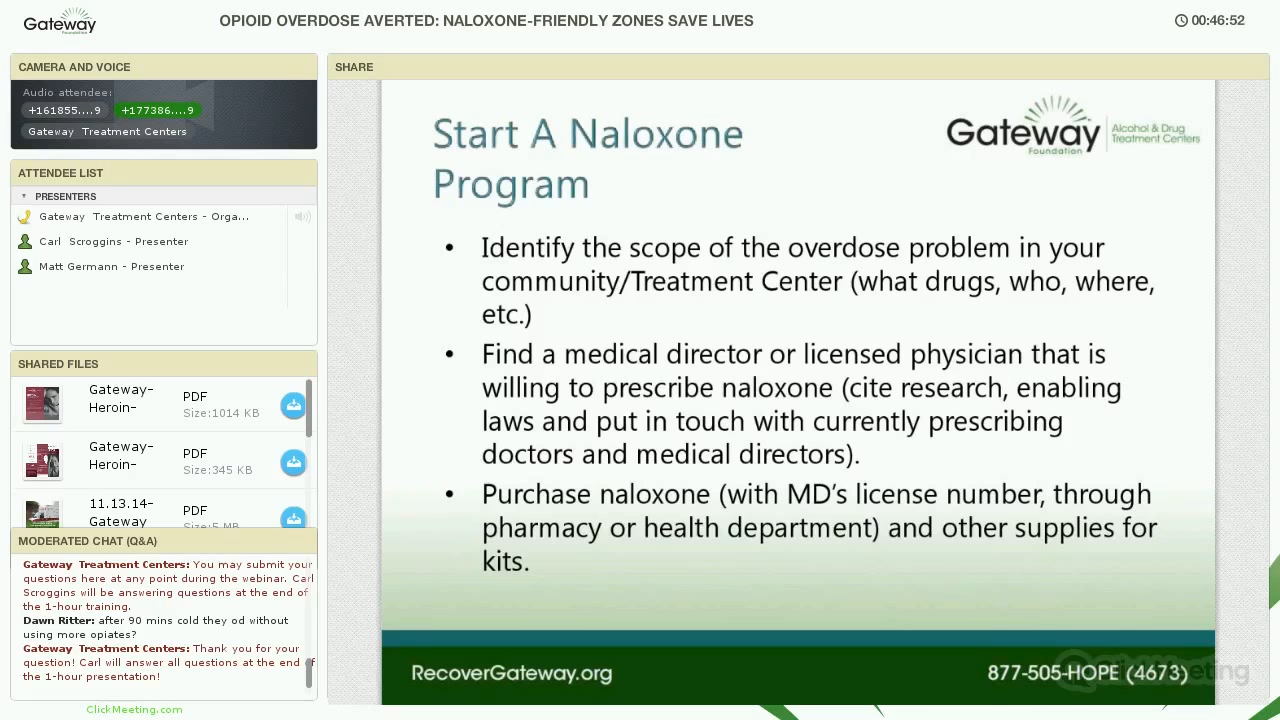 Gateway
Foundation
OPIOID OVERDOSE AVERTED: NALOXONE-FRIENDLY ZONES SAVE LIVES
00:46:52
CAMERA AND VOICE
Audio attendee:
+161855....9 +177386....9
Gateway Treatment Centers
ATTENDEE LIST
PRESENTERS
Gateway Treatment Centers - Orga...
Carl Scroggins - Presenter
Matt Germann - Presenter
SHARED FILES
Gateway-
Heroin-
PDF
Size:1014 KB
Gateway-
Heroin-
PDF
Size:345 KB
11.13.14-
Gateway
PDF
Size:5 MB
MODERATED CHAT (Q&A)
Gateway Treatment Centers: You may submit your
questions here at any point during the webinar. Carl
Scroggins will be answering questions at the end of
the 1-hour training.
Dawn Ritter: after 90 mins cold they od without
using more opiates?
Gateway Treatment Centers: Thank you for your
question. Carl will answer all questions at the end of
the 1-hour presentation!
ClickMeeting.com
SHARE
Start A Naloxone
Program
Gateway
Foundation
Alcohol & Drug
Treatment Centers
• Identify the scope of the overdose problem in your
community/Treatment Center (what drugs, who, where,
etc.)
• Find a medical director or licensed physician that is
willing to prescribe naloxone (cite research, enabling
laws and put in touch with currently prescribing
doctors and medical directors).
• Purchase naloxone (with MD's license number, through
pharmacy or health department) and other supplies for
kits.
RecoverGateway.org
877-505-HOPE (4673)